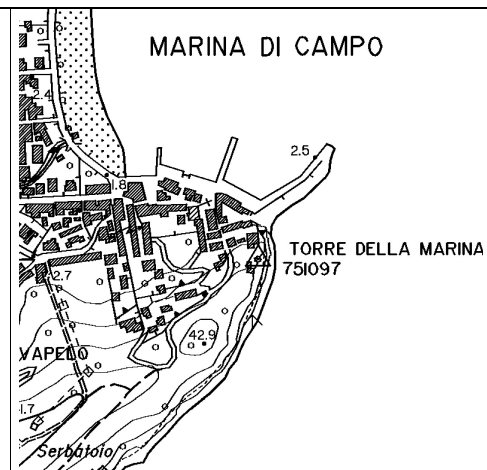 MARINA DI CAMPO
2.4
2.5
1.8
TORRE DELLA MARINA
751097
2.7
42.9
VAPELO
1.7
Serbatoio